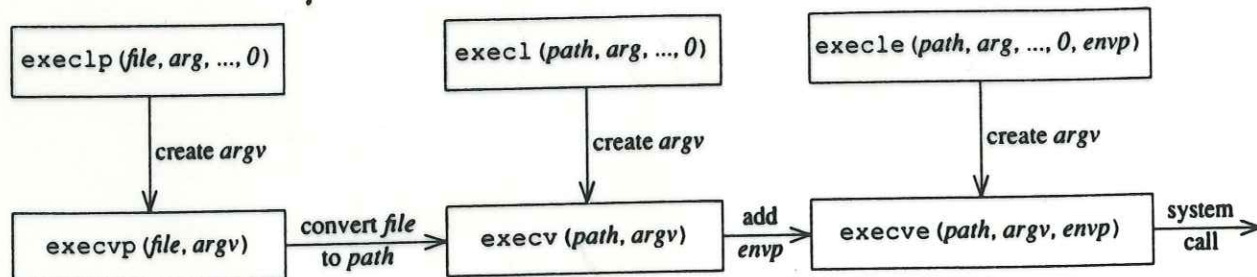 execlp (file, arg, ..., 0)
execl (path, arg, ..., 0)
execle (path, arg, ..., 0, envp)
create argv
create argv
create argv
execvp (file, argv)
convert file
to path
execv (path, argv)
add
envp
execve (path, argv, envp)
system
call